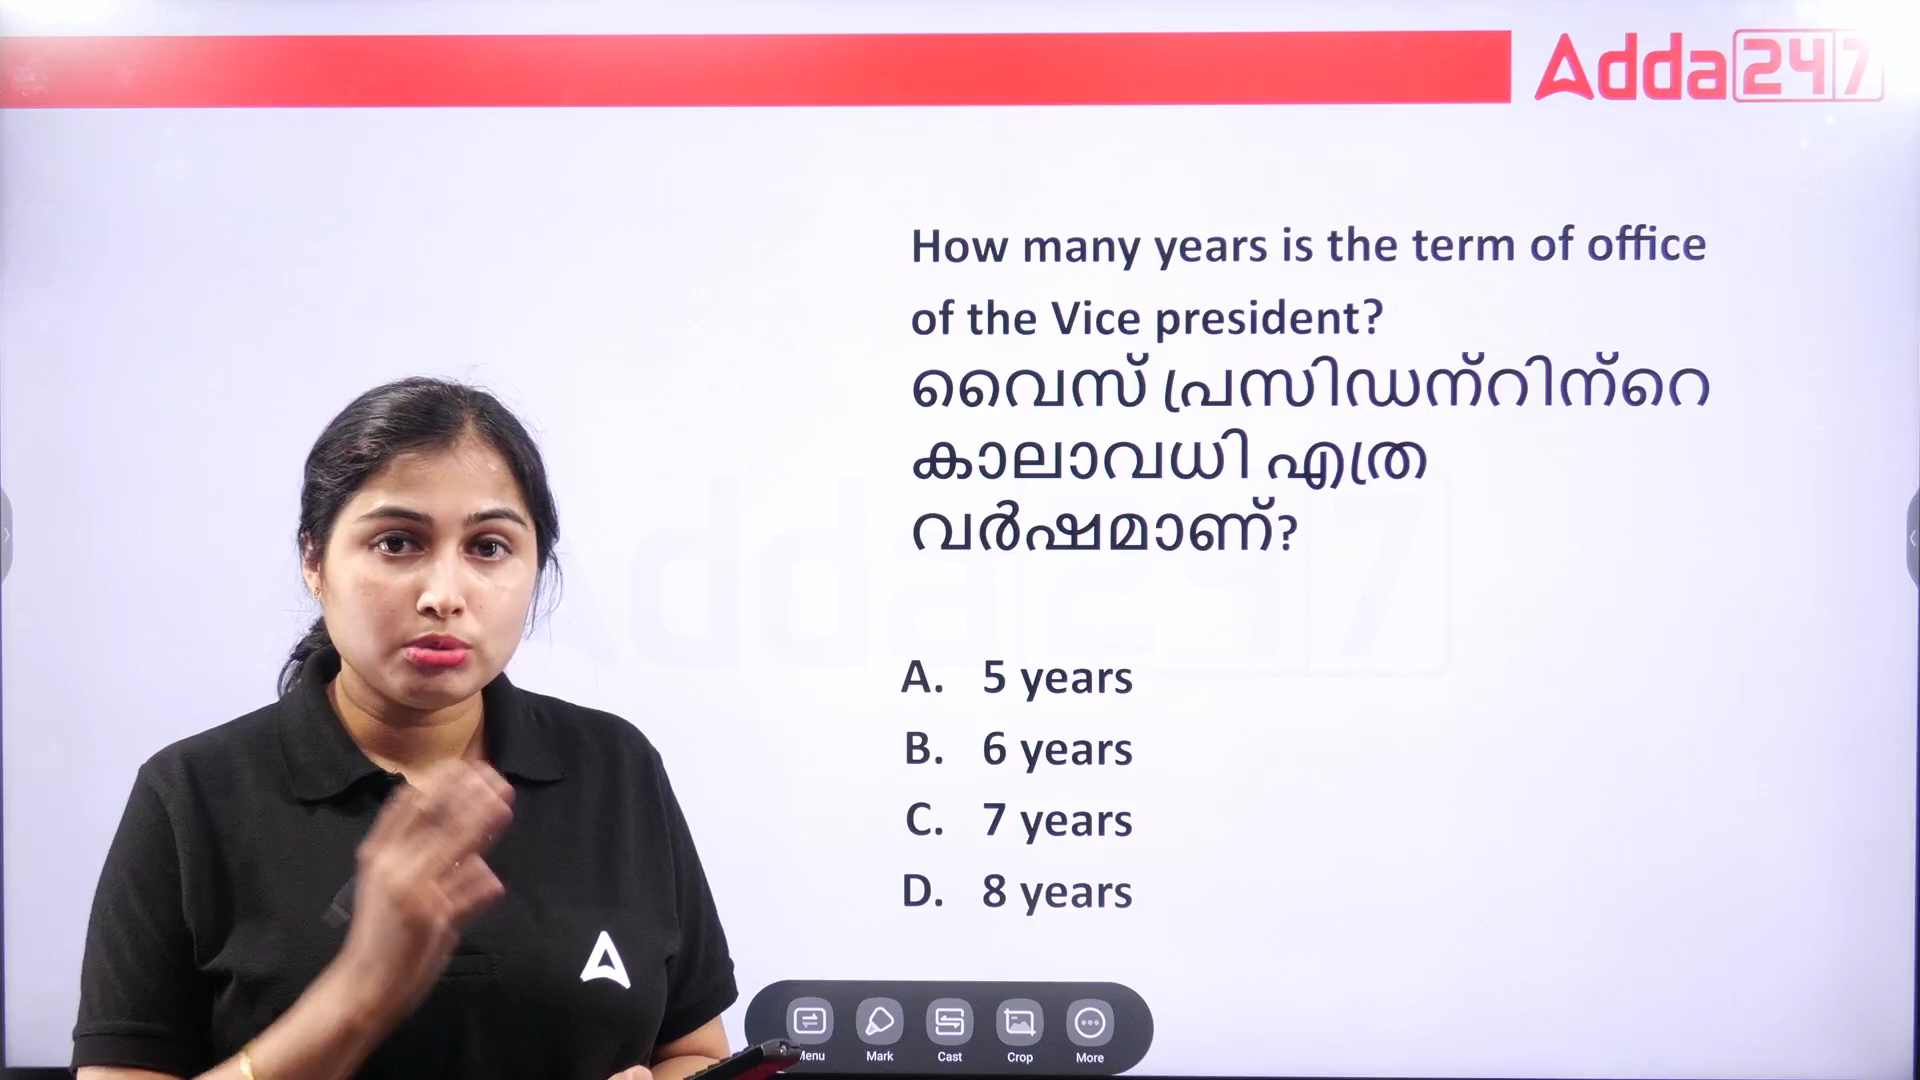 Adda247
How many years is the term of office
of the Vice president?
വൈസ് പ്രസിഡന്റിന്റെ
കാലാവധി എത്ര
വർഷമാണ്?
Adda247
A. 5 years
B. 6 years
C. 7 years
D. 8 years
Menu Mark Cast Crop More